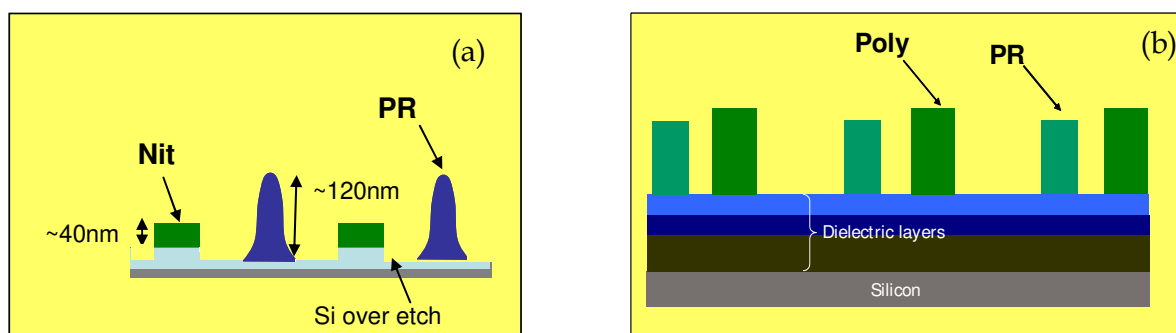 (a)
PR
Nit
~120nm
~40nm
Si over etch
(b)
Poly
PR
Dielectric layers
Silicon